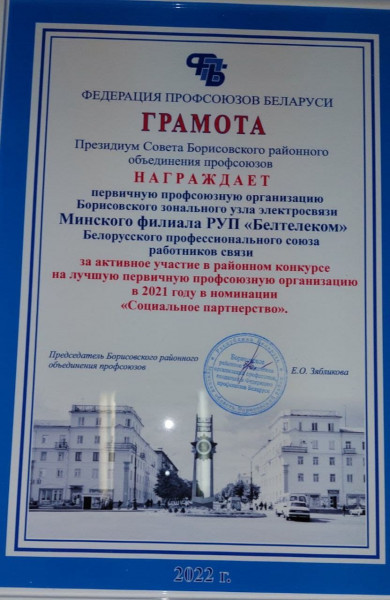 ФПБ
ФЕДЕРАЦИЯ ПРОФСОЮЗОВ БЕЛАРУСИ
ГРАМОТА
Президиум Совета Борисовского районного
объединения профсоюзов
НАГРАЖДАЕТ
первичную профсоюзную организацию
Борисовского зонального узла электросвязи
Минского филиала РУП «Белтелеком»
Белорусского профессионального союза
работников связи
за активное участие в районном конкурсе
на лучшую первичную профсоюзную организацию
в 2021 году в номинации
«Социальное партнерство».
Председатель Борисовского районного
объединения профсоюзов
Е.О. Зябликова
2022 г.